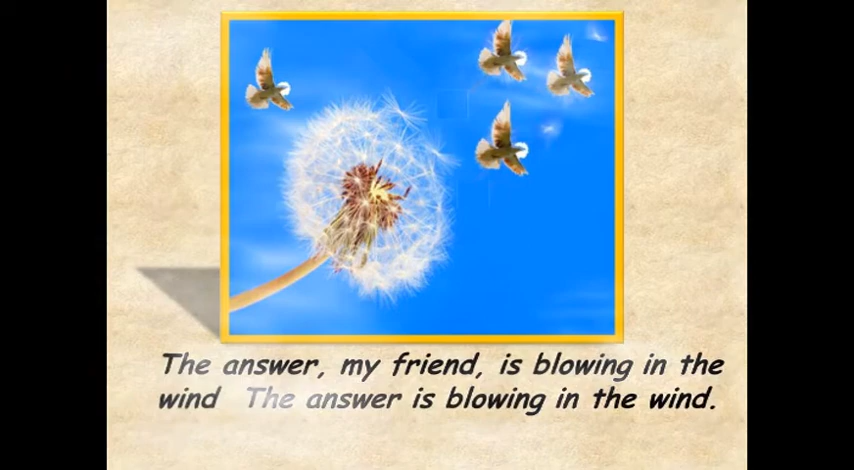 The answer, my friend, is blowing in the
wind The answer is blowing in the wind.